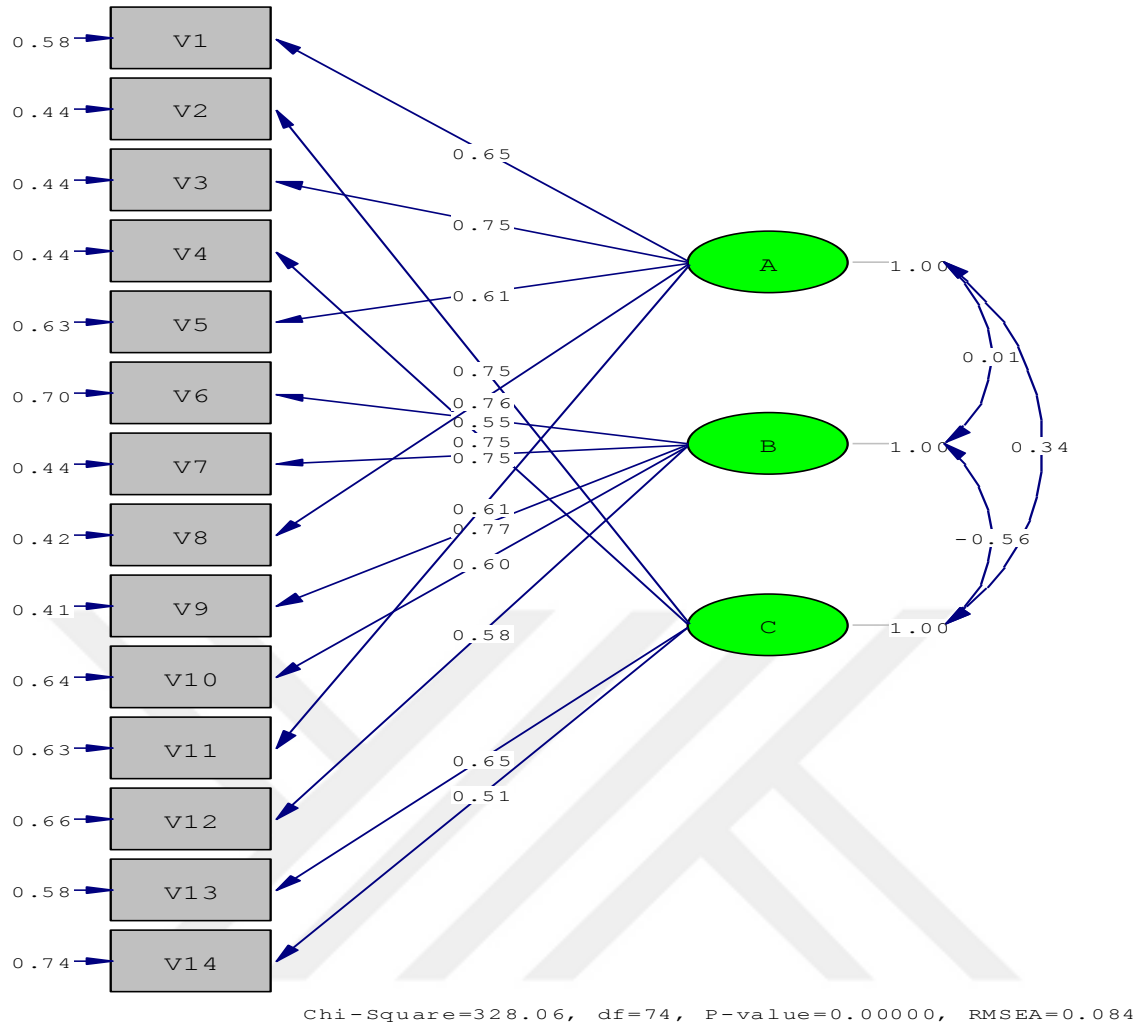 0.58 V1
0.44 V2
0.65
0.44 V3
0.75
0.44 V4
A 1.00
0.61
0.63 V5
0.01
0.75
0.70 V6
0.76
0.55
0.75
B 1.00 0.34
0.75
0.44 V7
0.61
0.77
0.42 V8
-0.56
0.60
0.41 V9
C 1.00
0.58
0.64 V10
0.63 V11
0.65
0.51
0.66 V12
0.58 V13
0.74 V14
Chi-Square=328.06, df=74, P-value=0.00000, RMSEA=0.084